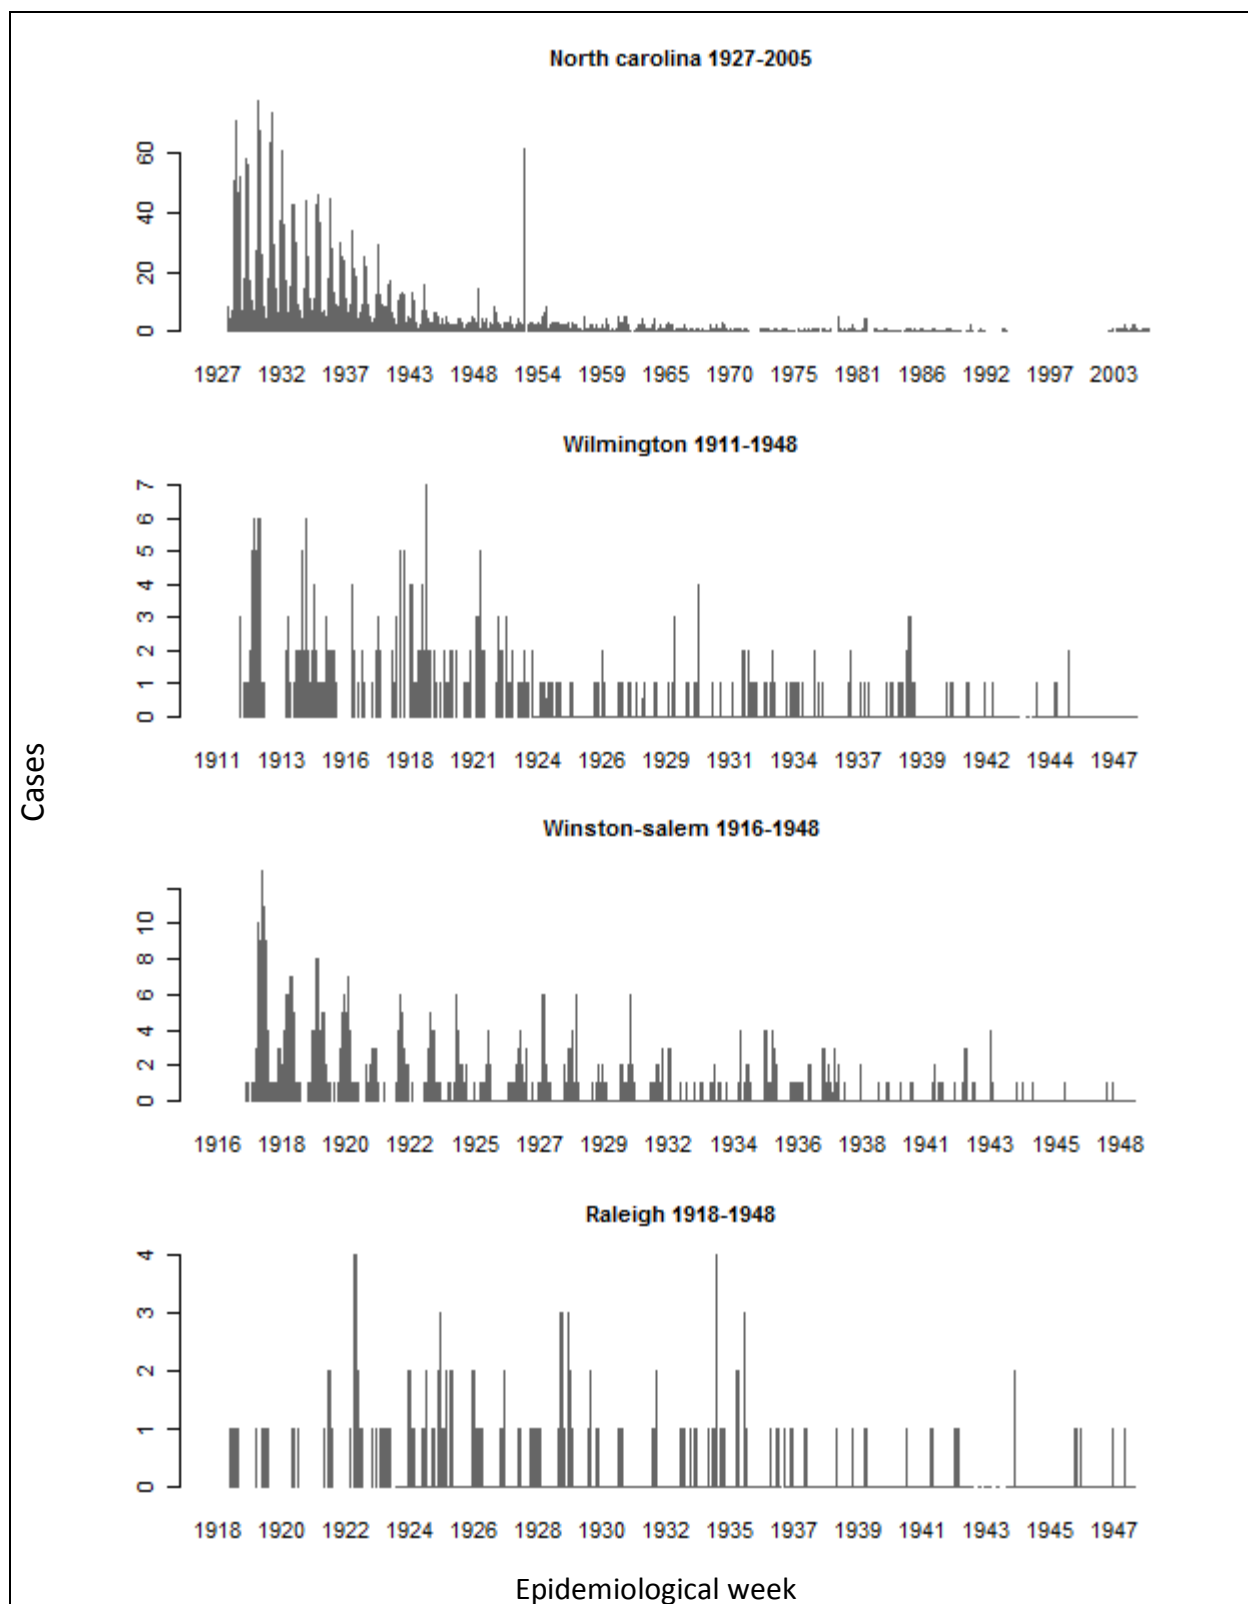 North carolina 1927-2005
60
40
20
0
1927 1932 1937 1943 1948 1954 1959 1965 1970 1975 1981 1986 1992 1997 2003
Wilmington 1911-1948
7
6
5
4
3
2
1
0
1911 1913 1916 1918 1921 1924 1926 1929 1931 1934 1937 1939 1942 1944 1947
Cases
Winston-salem 1916-1948
10
8
6
4
2
0
1916 1918 1920 1922 1925 1927 1929 1932 1934 1936 1938 1941 1943 1945 1948
Raleigh 1918-1948
4
3
2
1
0
1918 1920 1922 1924 1926 1928 1930 1932 1935 1937 1939 1941 1943 1945 1947
Epidemiological week